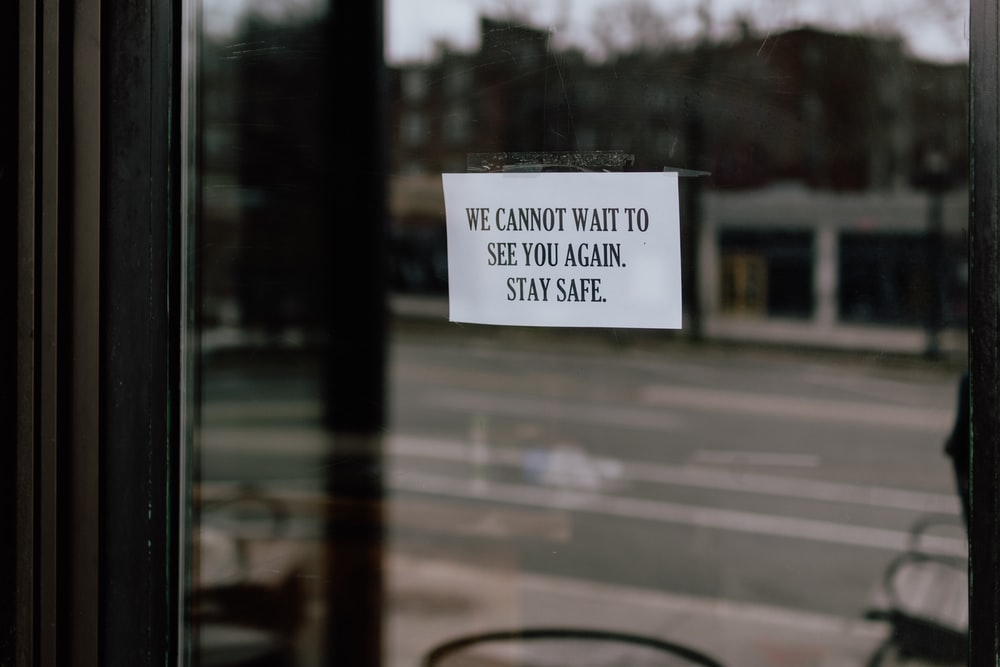 WE CANNOT WAIT TO
SEE YOU AGAIN.
STAY SAFE.